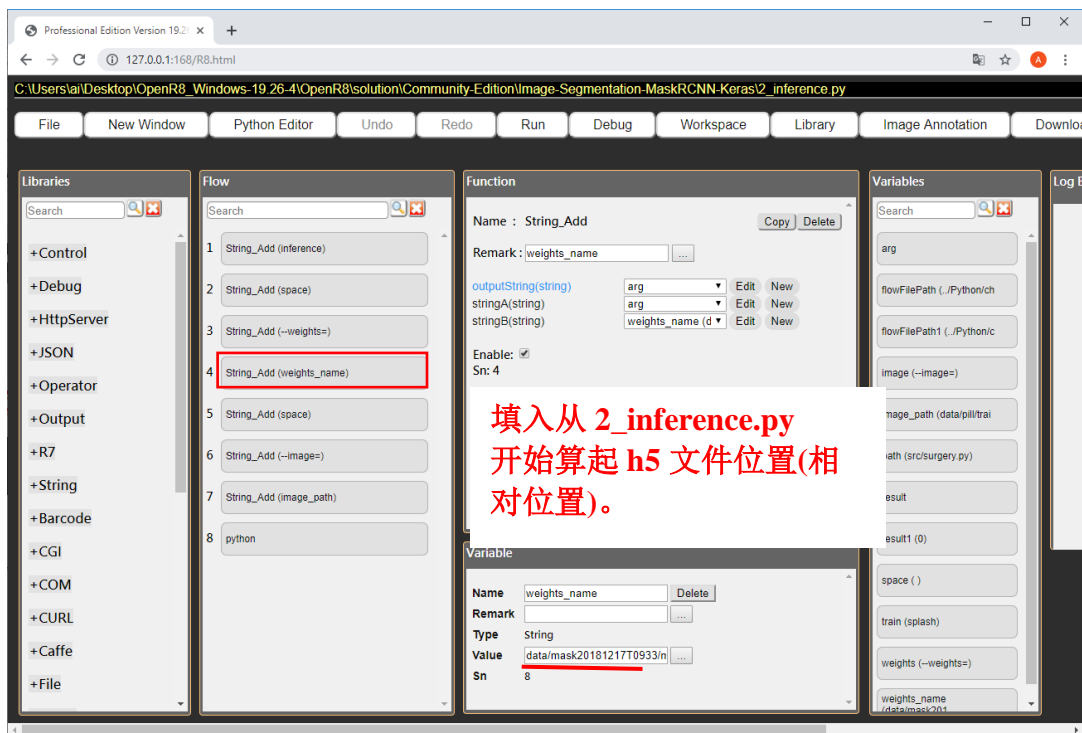 Professional Edition Version 19.2
127.0.0.1:168/R8.html
A
C:\Users\ai\Desktop\OpenR8_Windows-19.26-4\OpenR8\solution\Community-Edition\Image-Segmentation-MaskRCNN-Keras\2_inference.py
File New Window Python Editor Undo Redo Run Debug Workspace Library Image Annotation Downloa
Libraries
Search
+Control
+Debug
+HttpServer
+JSON
+Operator
+Output
+R7
+String
+Barcode
+CGI
+COM
+CURL
+Caffe
+File
Flow
Search
1 String_Add (inference)
2 String_Add (space)
3 String_Add (--weights=)
4 String_Add (weights_name)
5 String_Add (space)
6 String_Add (--image=)
7 String_Add (image_path)
8 python
Function
Name : String_Add Copy Delete
Remark : weights_name ...
outputString(string) arg Edit New
stringA(string) arg Edit New
stringB(string) weights_name (d Edit New
Enable:
Sn: 4
填入从 2_inference.py
开始算起 h5 文件位置(相
对位置)。
Variable
Name weights_name Delete
Remark ...
Type String
Value data/mask20181217T0933/n ...
Sn 8
Variables
Search
arg
flowFilePath (../Python/ch
flowFilePath1 (../Python/c
image (--image=)
mage_path (data/pill/trai
ath (src/surgery.py)
esult
esult1 (0)
space ( )
train (splash)
weights (--weights=)
weights_name
(data/mask201
Log E